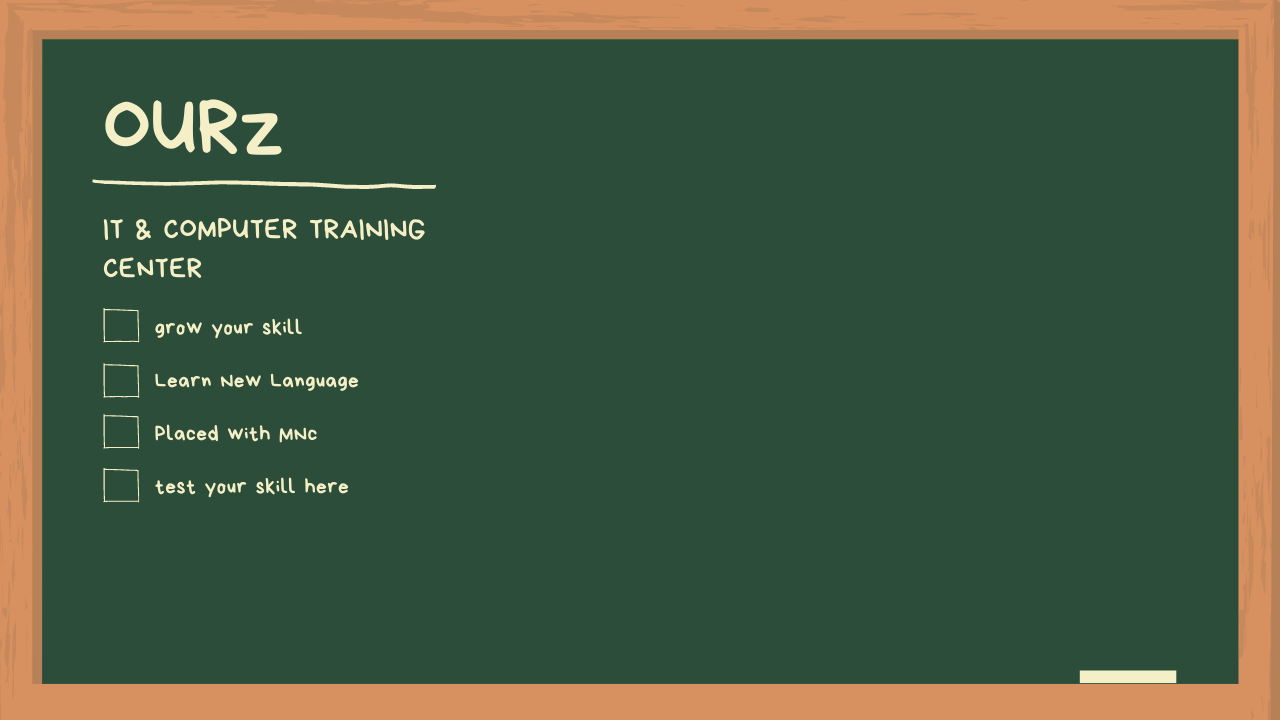 OURz
IT & COMPUTER TRAINING
CENTER
grow your skill
Learn New Language
Placed with MNc
test your skill here